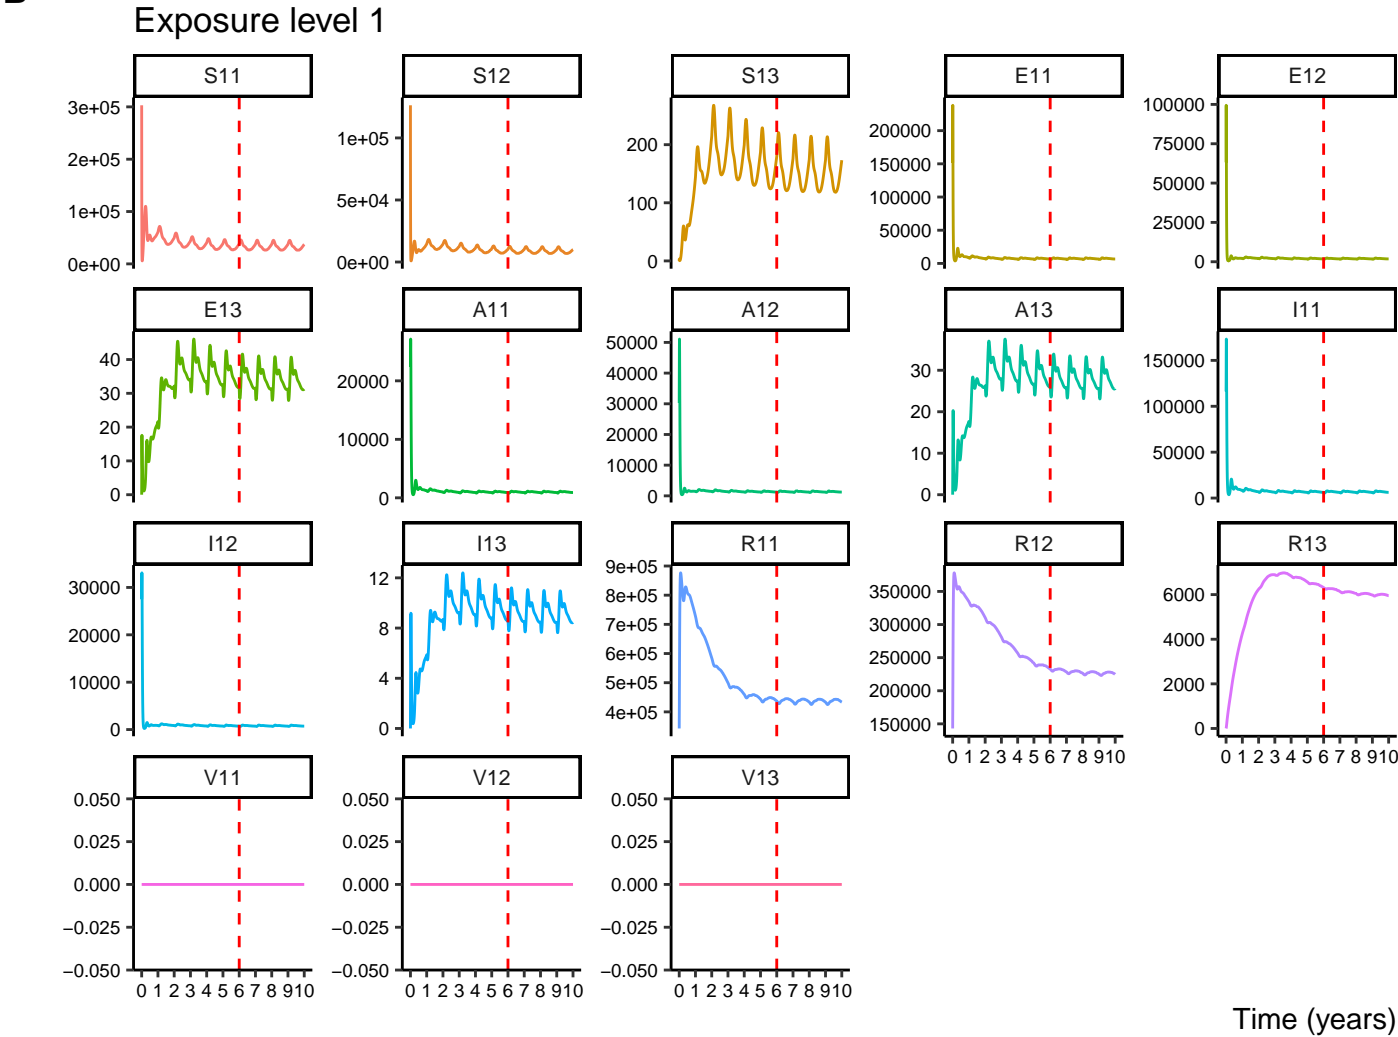 Exposure level 1
S11 S12 S13 E11 E12
3e+05
2e+05
1e+05
0e+00
1e+05
5e+04
0e+00
200
100
0
200000
150000
100000
50000
0
100000
75000
50000
25000
0
E13 A11 A12 A13 I11
40
30
20
10
0
20000
10000
0
50000
40000
30000
20000
10000
0
30
20
10
0
150000
100000
50000
0
I12 I13 R11 R12 R13
30000
20000
10000
0
12
8
4
0
9e+05
8e+05
7e+05
6e+05
5e+05
4e+05
350000
300000
250000
200000
150000
6000
4000
2000
0
0 1 2 3 4 5 6 7 8 9 10
0 1 2 3 4 5 6 7 8 9 10
V11 V12 V13
0.050
0.025
0.000
−0.025
−0.050
0.050
0.025
0.000
−0.025
−0.050
0.050
0.025
0.000
−0.025
−0.050
0 1 2 3 4 5 6 7 8 9 10
0 1 2 3 4 5 6 7 8 9 10
0 1 2 3 4 5 6 7 8 9 10
Time (years)